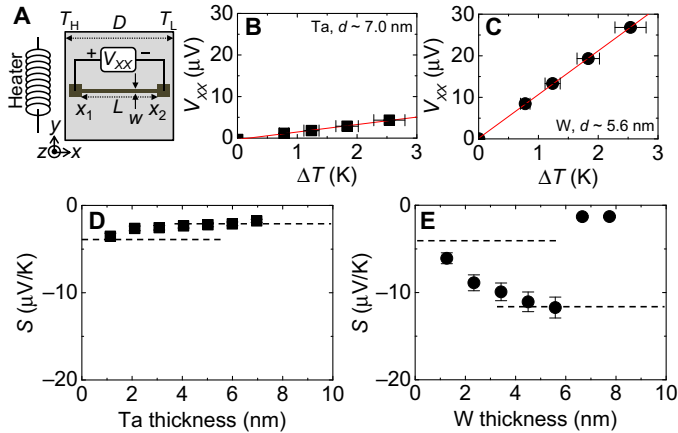 A
T_H D T_L
Heater
+ V_XX −
x_1 L x_2
w
y
z x
B
Ta, d ~ 7.0 nm
V_XX (μV)
30
20
10
0
0 1 2 3
ΔT (K)
C
W, d ~ 5.6 nm
V_XX (μV)
30
20
10
0
0 1 2 3
ΔT (K)
D
S (μV/K)
0
−10
−20
0 2 4 6 8 10
Ta thickness (nm)
E
S (μV/K)
0
−10
−20
0 2 4 6 8 10
W thickness (nm)